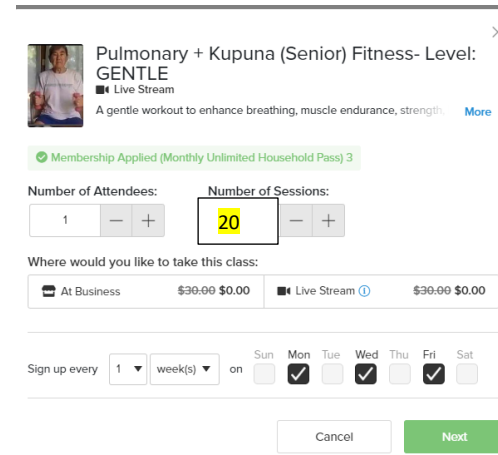 Pulmonary + Kupuna (Senior) Fitness- Level:
GENTLE
Live Stream
A gentle workout to enhance breathing, muscle endurance, strength, More
Membership Applied (Monthly Unlimited Household Pass) 3
Number of Attendees: Number of Sessions:
1 − + 20 − +
Where would you like to take this class:
At Business $30.00 $0.00 Live Stream $30.00 $0.00
Sun Mon Tue Wed Thu Fri Sat
Sign up every 1 week(s) on
Cancel Next